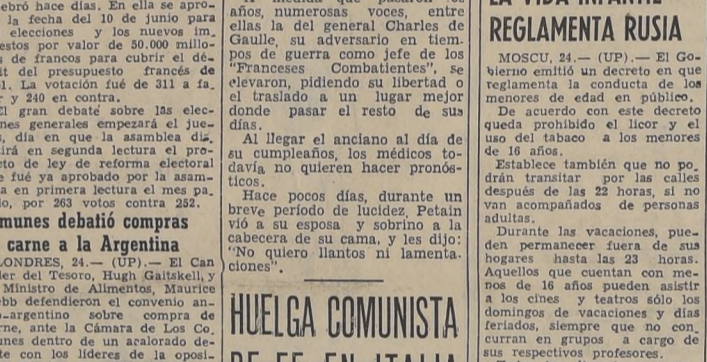 ebró hace días. En ella se apro-
la fecha del 10 de junio para
elecciones y los nuevos im-
estos por valor de 50.000 millo-
de francos para cubrir el dé-
it del presupuesto francés de
1. La votación fué de 311 a fa-
y 240 en contra.
El gran debate sobre las elec-
nes generales empezará el jue-
, día en que la asamblea dis-
irá en segunda lectura el pro-
cto de ley de reforma electoral
e fué ya aprobado por la asam-
a en primera lectura el mes pa-
lo, por 263 votos contra 252.
munes debatió compras
carne a la Argentina
LONDRES, 24.— (UP).— El Can
ler del Tesoro, Hugh Gaitskell, y
Ministro de Alimentos, Maurice
ebb defendieron el convenio an-
o-argentino sobre compra de
rne, ante la Cámara de Los Co.
unes dentro de un acalorado de-
te con los líderes de la oposi-
años, numerosas voces, entre
ellas la del general Charles de
Gaulle, su adversario en tiem-
pos de guerra como jefe de los
"Franceses Combatientes", se
elevaron, pidiendo su libertad o
el traslado a un lugar mejor
donde pasar el resto de sus
días.
Al llegar el anciano al día de
su cumpleaños, los médicos to-
davía no quieren hacer pronós-
ticos.
Hace pocos días, durante un
breve período de lucidez, Petain
vió a su esposa y sobrino a la
cabecera de su cama, y les dijo:
"No quiero llantos ni lamenta-
ciones".
HUELGA COMUNISTA
DE FF. EN ITALIA
LA VIDA INFANTIL
REGLAMENTA RUSIA
MOSCU, 24.— (UP).— El Go-
bierno emitió un decreto en que
reglamenta la conducta de los
menores de edad en público.
De acuerdo con este decreto
queda prohibido el licor y el
uso del tabaco a los menores
de 16 años.
Establece también que no po-
drán transitar por las calles
después de las 22 horas, si no
van acompañados de personas
adultas.
Durante las vacaciones, pue-
den permanecer fuera de sus
hogares hasta las 23 horas.
Aquellos que cuentan con me-
nos de 16 años pueden asistir
a los cines y teatros sólo los
domingos de vacaciones y días
feriados, siempre que no con-
curran en grupos a cargo de
sus respectivos profesores.